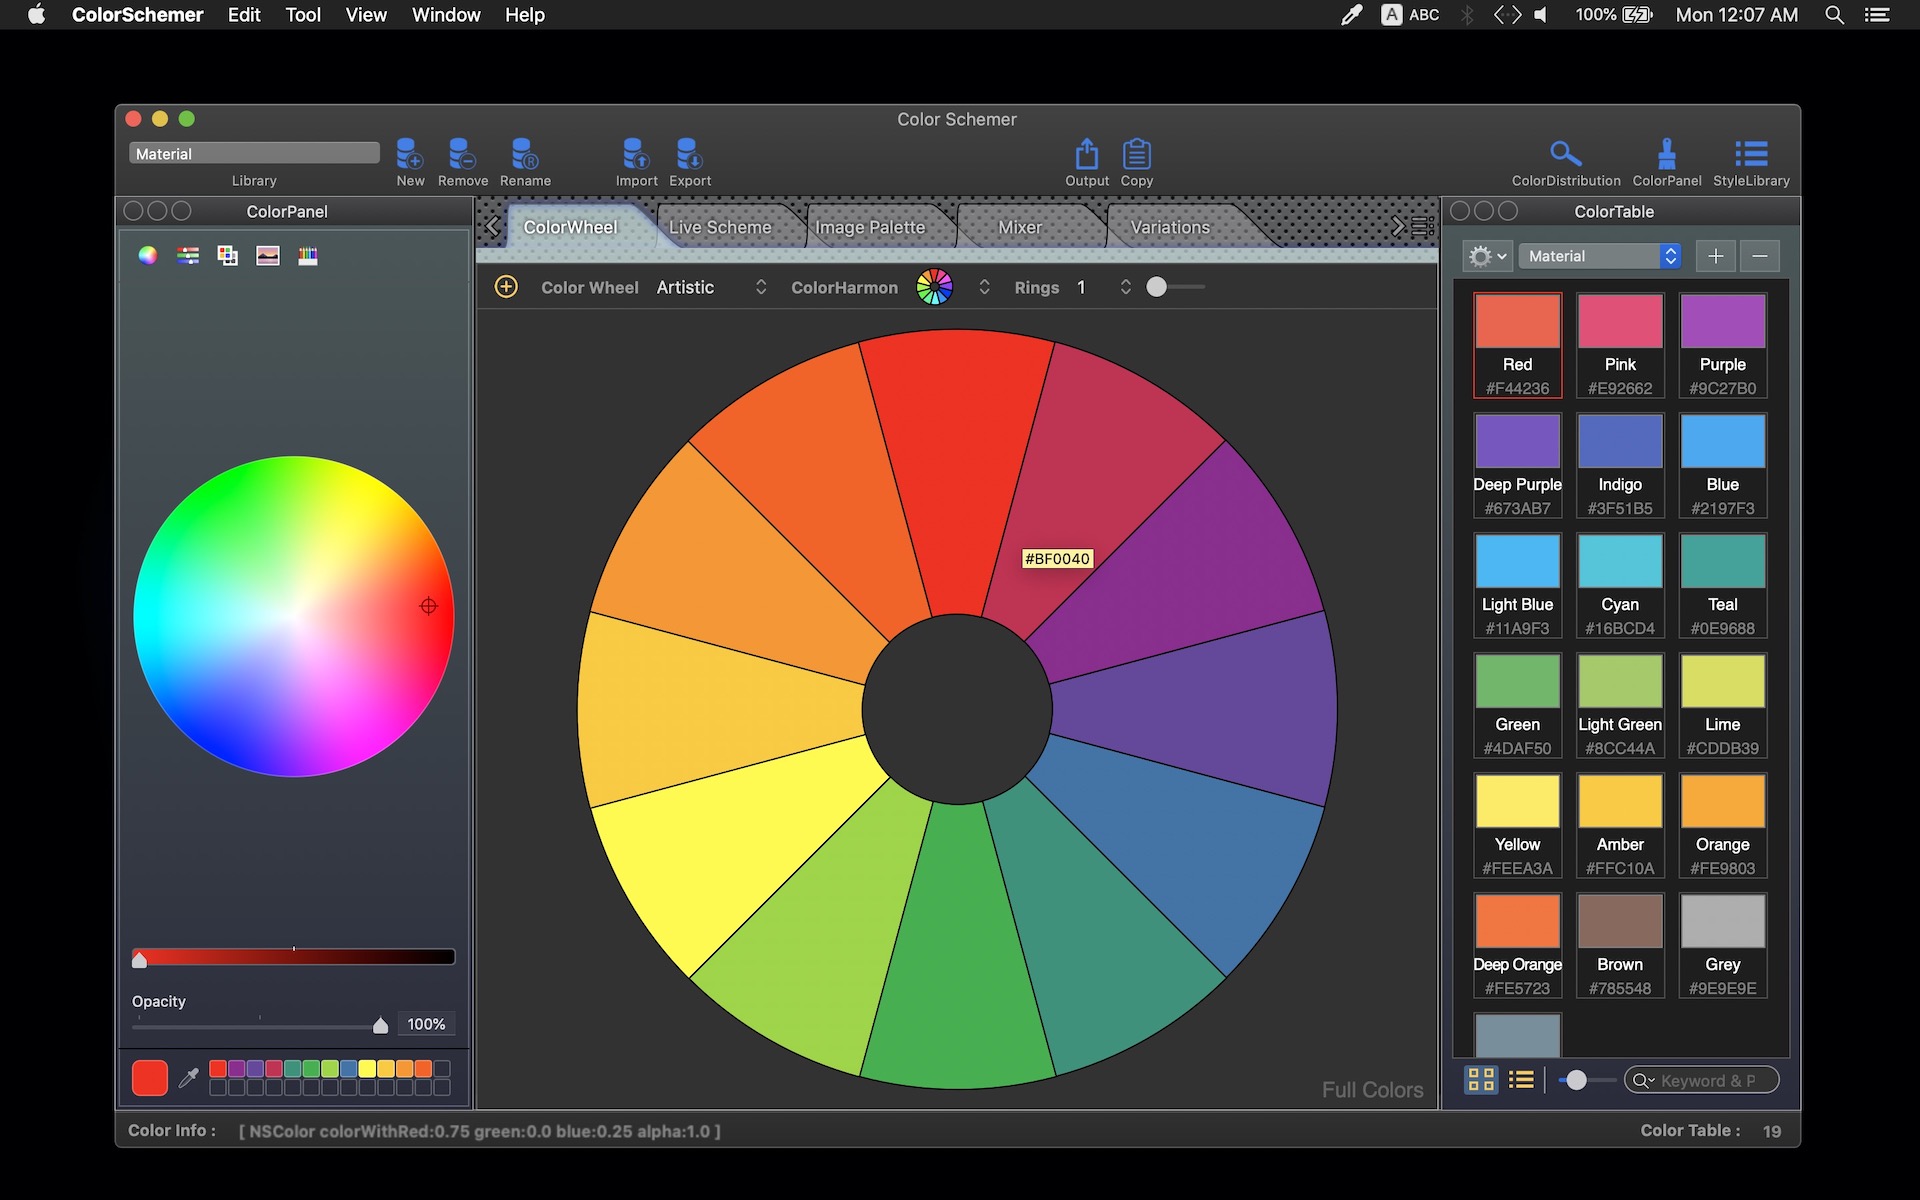 ColorSchemer Edit Tool View Window Help
A ABC 100% Mon 12:07 AM
Color Schemer
Material
Library
New Remove Rename Import Export Output Copy ColorDistribution ColorPanel StyleLibrary
ColorPanel
ColorWheel Live Scheme Image Palette Mixer Variations
ColorTable
Color Wheel Artistic ColorHarmon Rings 1
Material
Red Pink Purple
#F44236 #E92662 #9C27B0
Deep Purple Indigo Blue
#673AB7 #3F51B5 #2197F3
Light Blue Cyan Teal
#11A9F3 #16BCD4 #0E9688
Green Light Green Lime
#4DAF50 #8CC44A #CDDB39
Yellow Amber Orange
#FEEA3A #FFC10A #FE9803
Deep Orange Brown Grey
#FE5723 #785548 #9E9E9E
#BF0040
Opacity
100%
Full Colors
Keyword & P
Color Info : [ NSColor colorWithRed:0.75 green:0.0 blue:0.25 alpha:1.0 ]
Color Table : 19